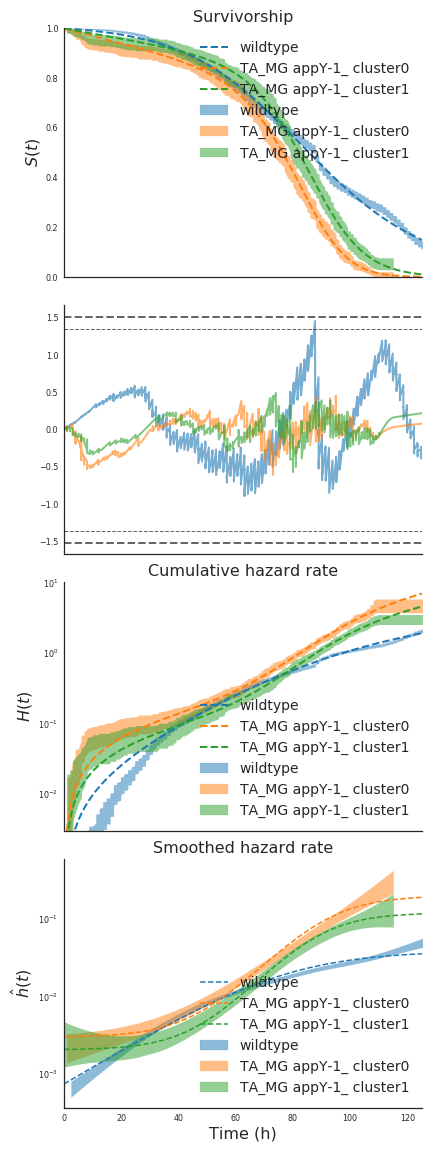 Survivorship
1.0
0.8
0.6
0.4
0.2
0.0
S(t)
wildtype
TA_MG appY-1_ cluster0
TA_MG appY-1_ cluster1
wildtype
TA_MG appY-1_ cluster0
TA_MG appY-1_ cluster1
1.5
1.0
0.5
0.0
−0.5
−1.0
−1.5
Cumulative hazard rate
10¹
10⁰
10⁻¹
10⁻²
H(t)
wildtype
TA_MG appY-1_ cluster0
TA_MG appY-1_ cluster1
wildtype
TA_MG appY-1_ cluster0
TA_MG appY-1_ cluster1
Smoothed hazard rate
10⁻¹
10⁻²
10⁻³
ĥ(t)
wildtype
TA_MG appY-1_ cluster0
TA_MG appY-1_ cluster1
wildtype
TA_MG appY-1_ cluster0
TA_MG appY-1_ cluster1
0 20 40 60 80 100 120
Time (h)